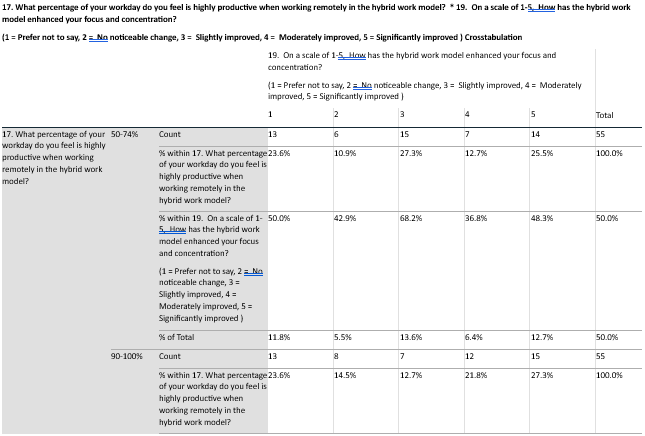 17. What percentage of your workday do you feel is highly productive when working remotely in the hybrid work model?  * 19.  On a scale of 1-5, How has the hybrid work
model enhanced your focus and concentration?
(1 = Prefer not to say, 2 = No noticeable change, 3 =  Slightly improved, 4 =  Moderately improved, 5 = Significantly improved ) Crosstabulation
19.  On a scale of 1-5, How has the hybrid work model enhanced your focus and
concentration?
(1 = Prefer not to say, 2 = No noticeable change, 3 =  Slightly improved, 4 =  Moderately
improved, 5 = Significantly improved )
1 2 3 4 5 Total
17. What percentage of your
workday do you feel is highly
productive when working
remotely in the hybrid work
model?
50-74% Count 13 6 15 7 14 55
% within 17. What percentage
of your workday do you feel is
highly productive when
working remotely in the
hybrid work model?
23.6% 10.9% 27.3% 12.7% 25.5% 100.0%
% within 19.  On a scale of 1-
5, How has the hybrid work
model enhanced your focus
and concentration?
(1 = Prefer not to say, 2 = No
noticeable change, 3 =
Slightly improved, 4 =
Moderately improved, 5 =
Significantly improved )
50.0% 42.9% 68.2% 36.8% 48.3% 50.0%
% of Total 11.8% 5.5% 13.6% 6.4% 12.7% 50.0%
90-100% Count 13 8 7 12 15 55
% within 17. What percentage
of your workday do you feel is
highly productive when
working remotely in the
hybrid work model?
23.6% 14.5% 12.7% 21.8% 27.3% 100.0%